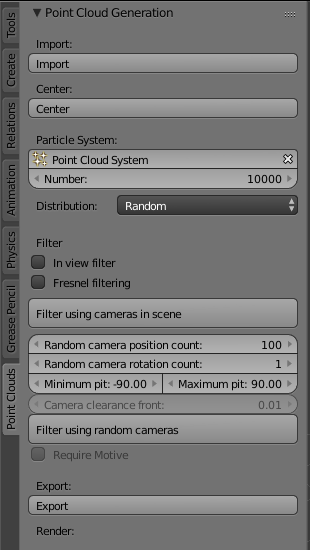 Point Cloud Generation
Import:
Import
Center:
Center
Particle System:
Point Cloud System
Number: 10000
Distribution: Random
Filter
In view filter
Fresnel filtering
Filter using cameras in scene
Random camera position count: 100
Random camera rotation count: 1
Minimum pit: -90.00 Maximum pit: 90.00
Camera clearance front: 0.01
Filter using random cameras
Require Motive
Export:
Export
Render:
Tools
Create
Relations
Animation
Physics
Grease Pencil
Point Clouds